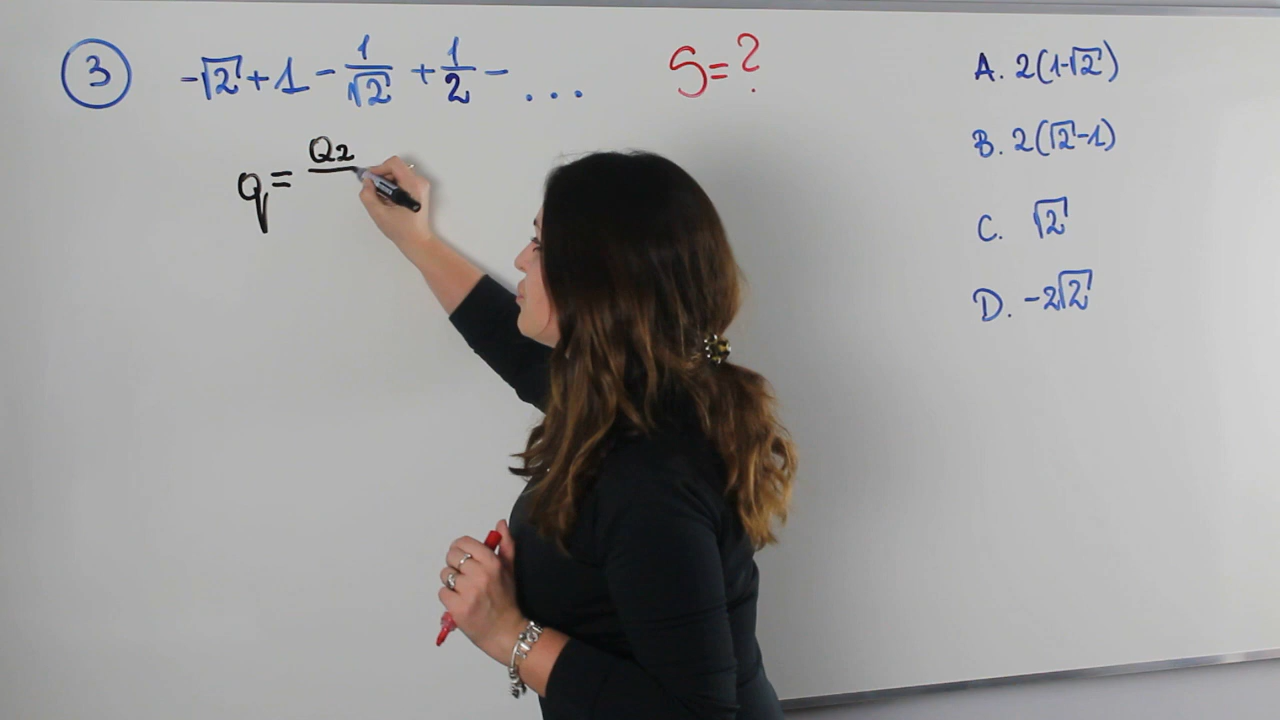 3 -√2+1-1/√2+1/2-... S=?
q= a2/
A. 2(1-√2)
B. 2(√2-1)
C. √2
D. -2√2